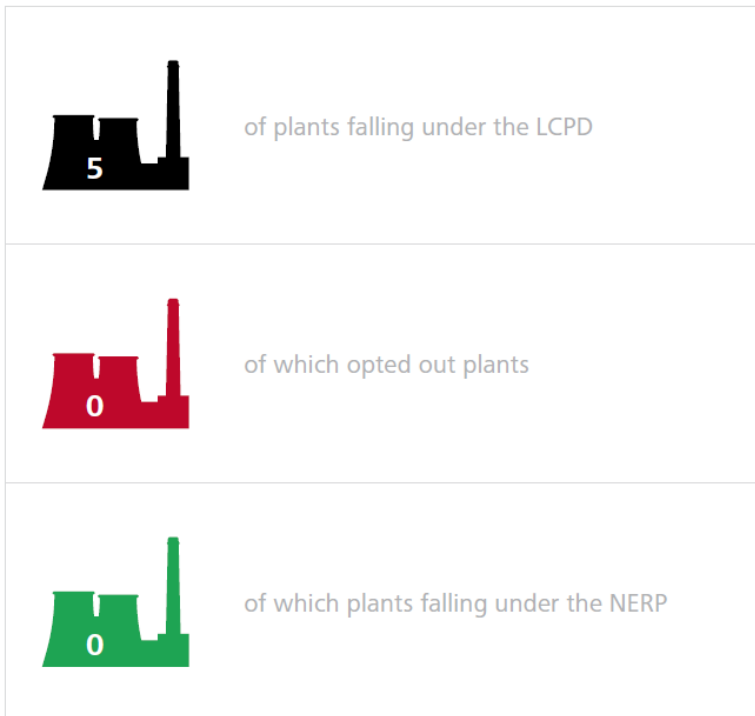 5
of plants falling under the LCPD
0
of which opted out plants
0
of which plants falling under the NERP